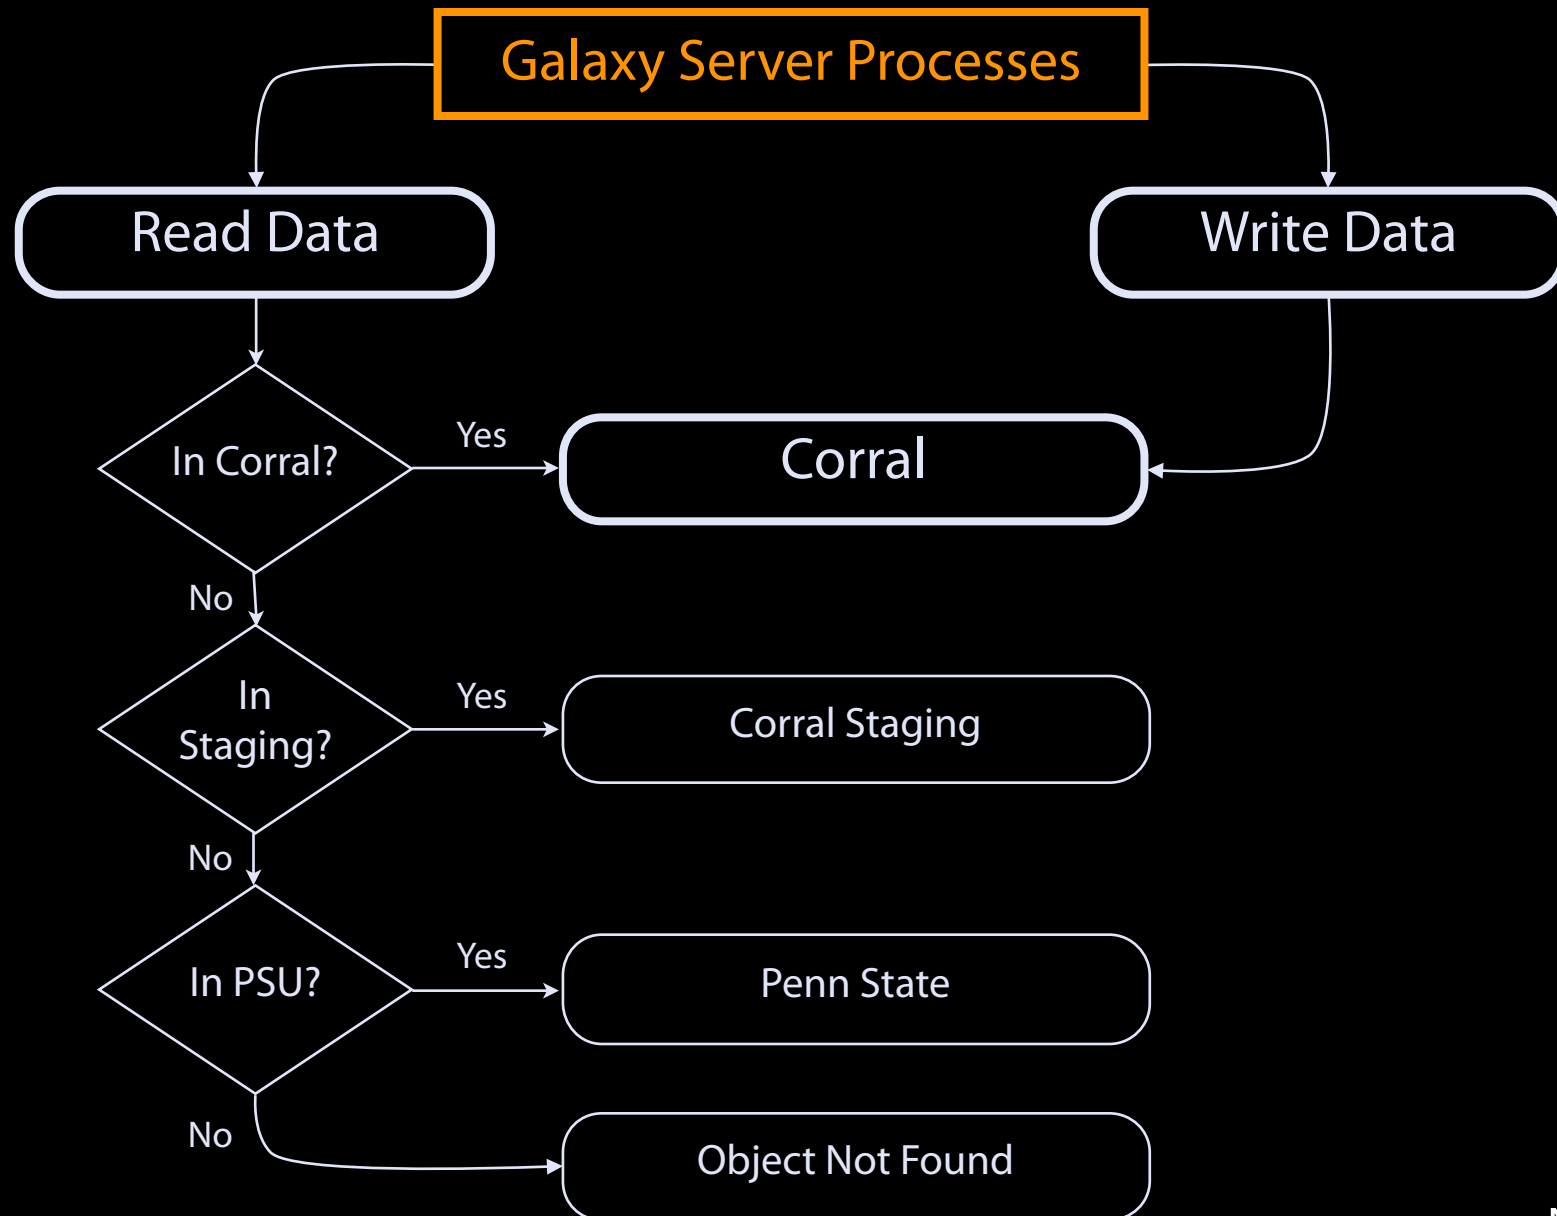 Galaxy Server Processes
Read Data
Write Data
In Corral?
Yes
Corral
No
In
Staging?
Yes
Corral Staging
No
In PSU?
Yes
Penn State
No
Object Not Found